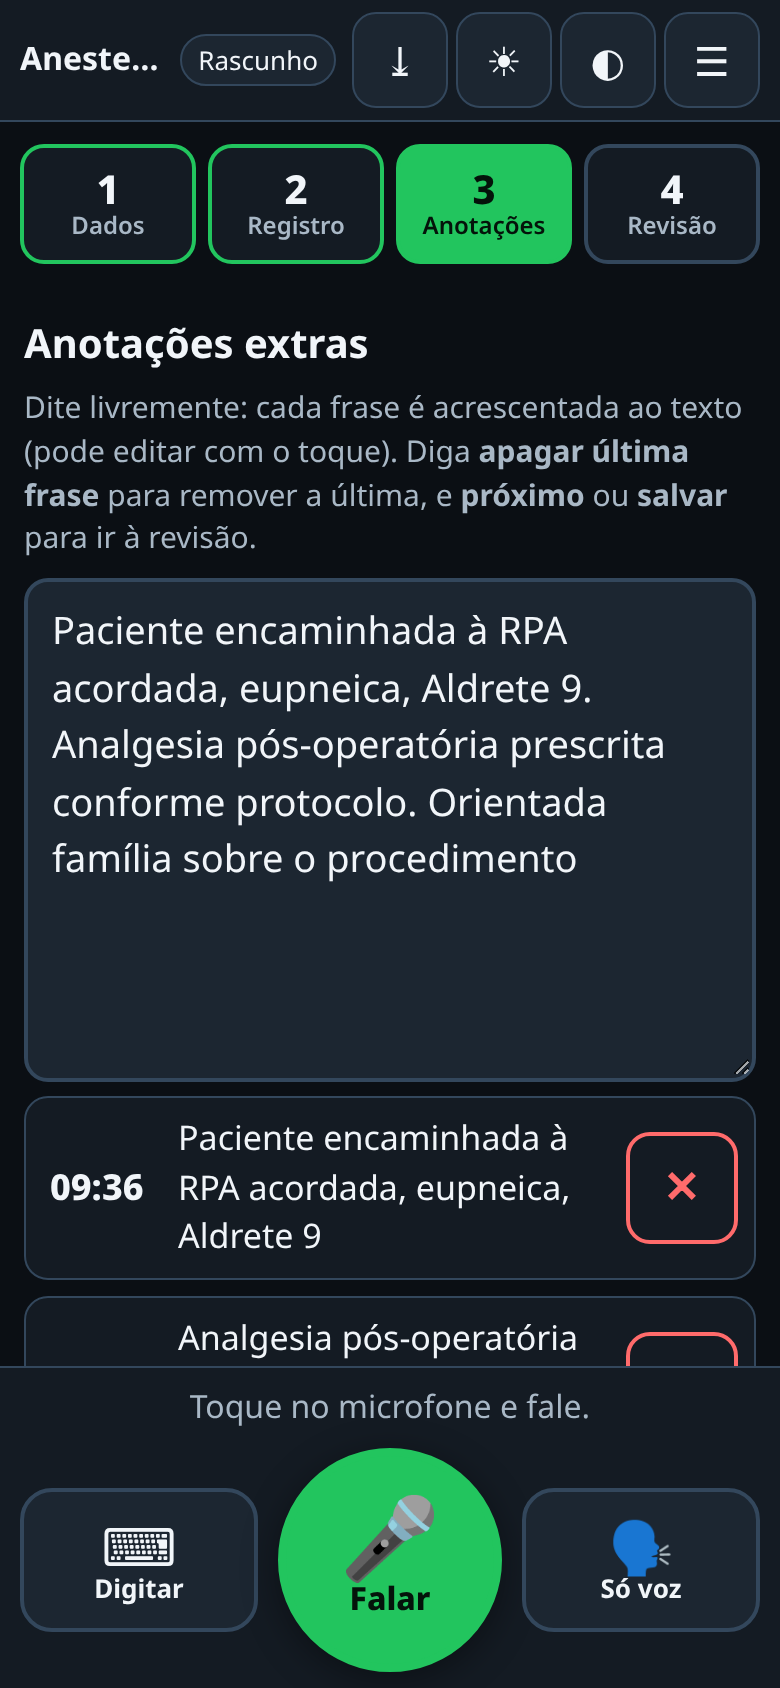 Aneste...
Rascunho
1
Dados
2
Registro
3
Anotações
4
Revisão
Anotações extras
Dite livremente: cada frase é acrescentada ao texto
(pode editar com o toque). Diga apagar última
frase para remover a última, e próximo ou salvar
para ir à revisão.
Paciente encaminhada à RPA
acordada, eupneica, Aldrete 9.
Analgesia pós-operatória prescrita
conforme protocolo. Orientada
família sobre o procedimento
09:36
Paciente encaminhada à
RPA acordada, eupneica,
Aldrete 9
Analgesia pós-operatória
Toque no microfone e fale.
Digitar
Falar
Só voz